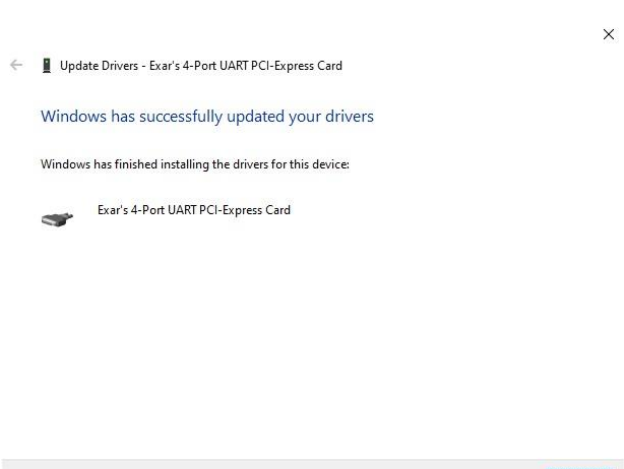 Update Drivers - Exar's 4-Port UART PCI-Express Card
Windows has successfully updated your drivers
Windows has finished installing the drivers for this device:
Exar's 4-Port UART PCI-Express Card